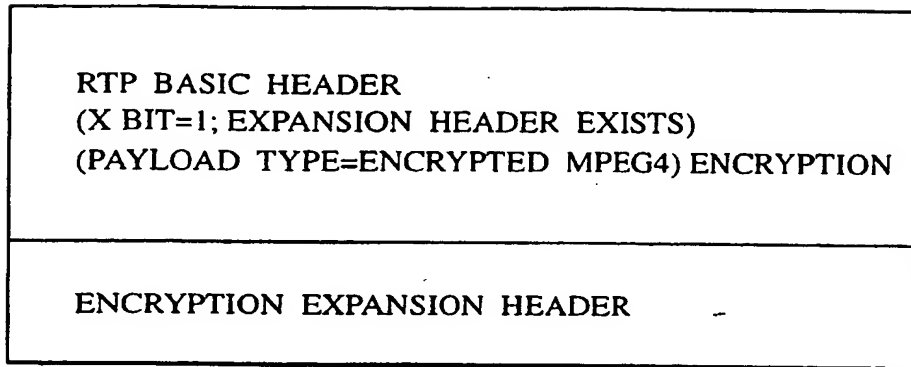 RTP BASIC HEADER
(X BIT=1; EXPANSION HEADER EXISTS)
(PAYLOAD TYPE=ENCRYPTED MPEG4) ENCRYPTION
ENCRYPTION EXPANSION HEADER